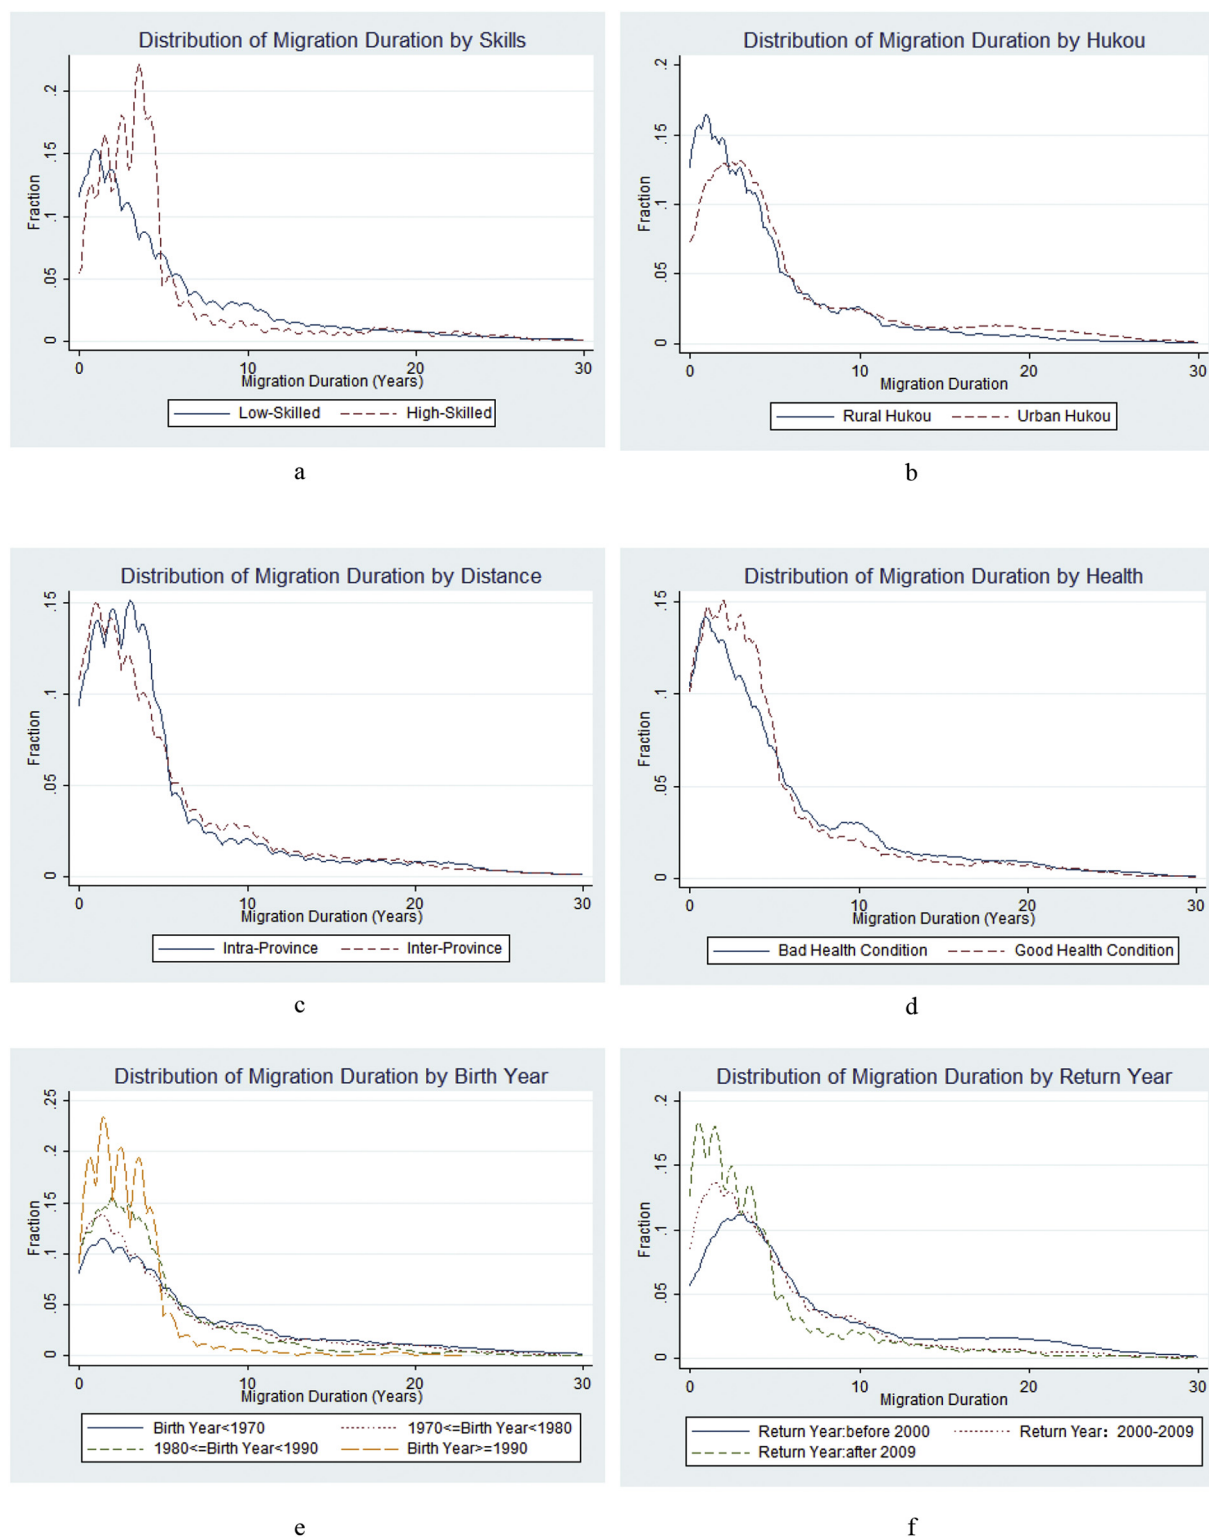 Distribution of Migration Duration by Skills
Fraction
0 .05 .1 .15 .2
0 10 20 30
Migration Duration (Years)
Low-Skilled High-Skilled
a
Distribution of Migration Duration by Hukou
Fraction
0 .05 .1 .15 .2
0 10 20 30
Migration Duration
Rural Hukou Urban Hukou
b
Distribution of Migration Duration by Distance
Fraction
0 .05 .1 .15
0 10 20 30
Migration Duration (Years)
Intra-Province Inter-Province
c
Distribution of Migration Duration by Health
Fraction
0 .05 .1 .15
0 10 20 30
Migration Duration (Years)
Bad Health Condition Good Health Condition
d
Distribution of Migration Duration by Birth Year
Fraction
0 .05 .1 .15 .2 .25
0 10 20 30
Migration Duration (Years)
Birth Year<1970 1970<=Birth Year<1980
1980<=Birth Year<1990 Birth Year>=1990
e
Distribution of Migration Duration by Return Year
Fraction
0 .05 .1 .15 .2
0 10 20 30
Migration Duration
Return Year:before 2000 Return Year: 2000-2009
Return Year:after 2009
f